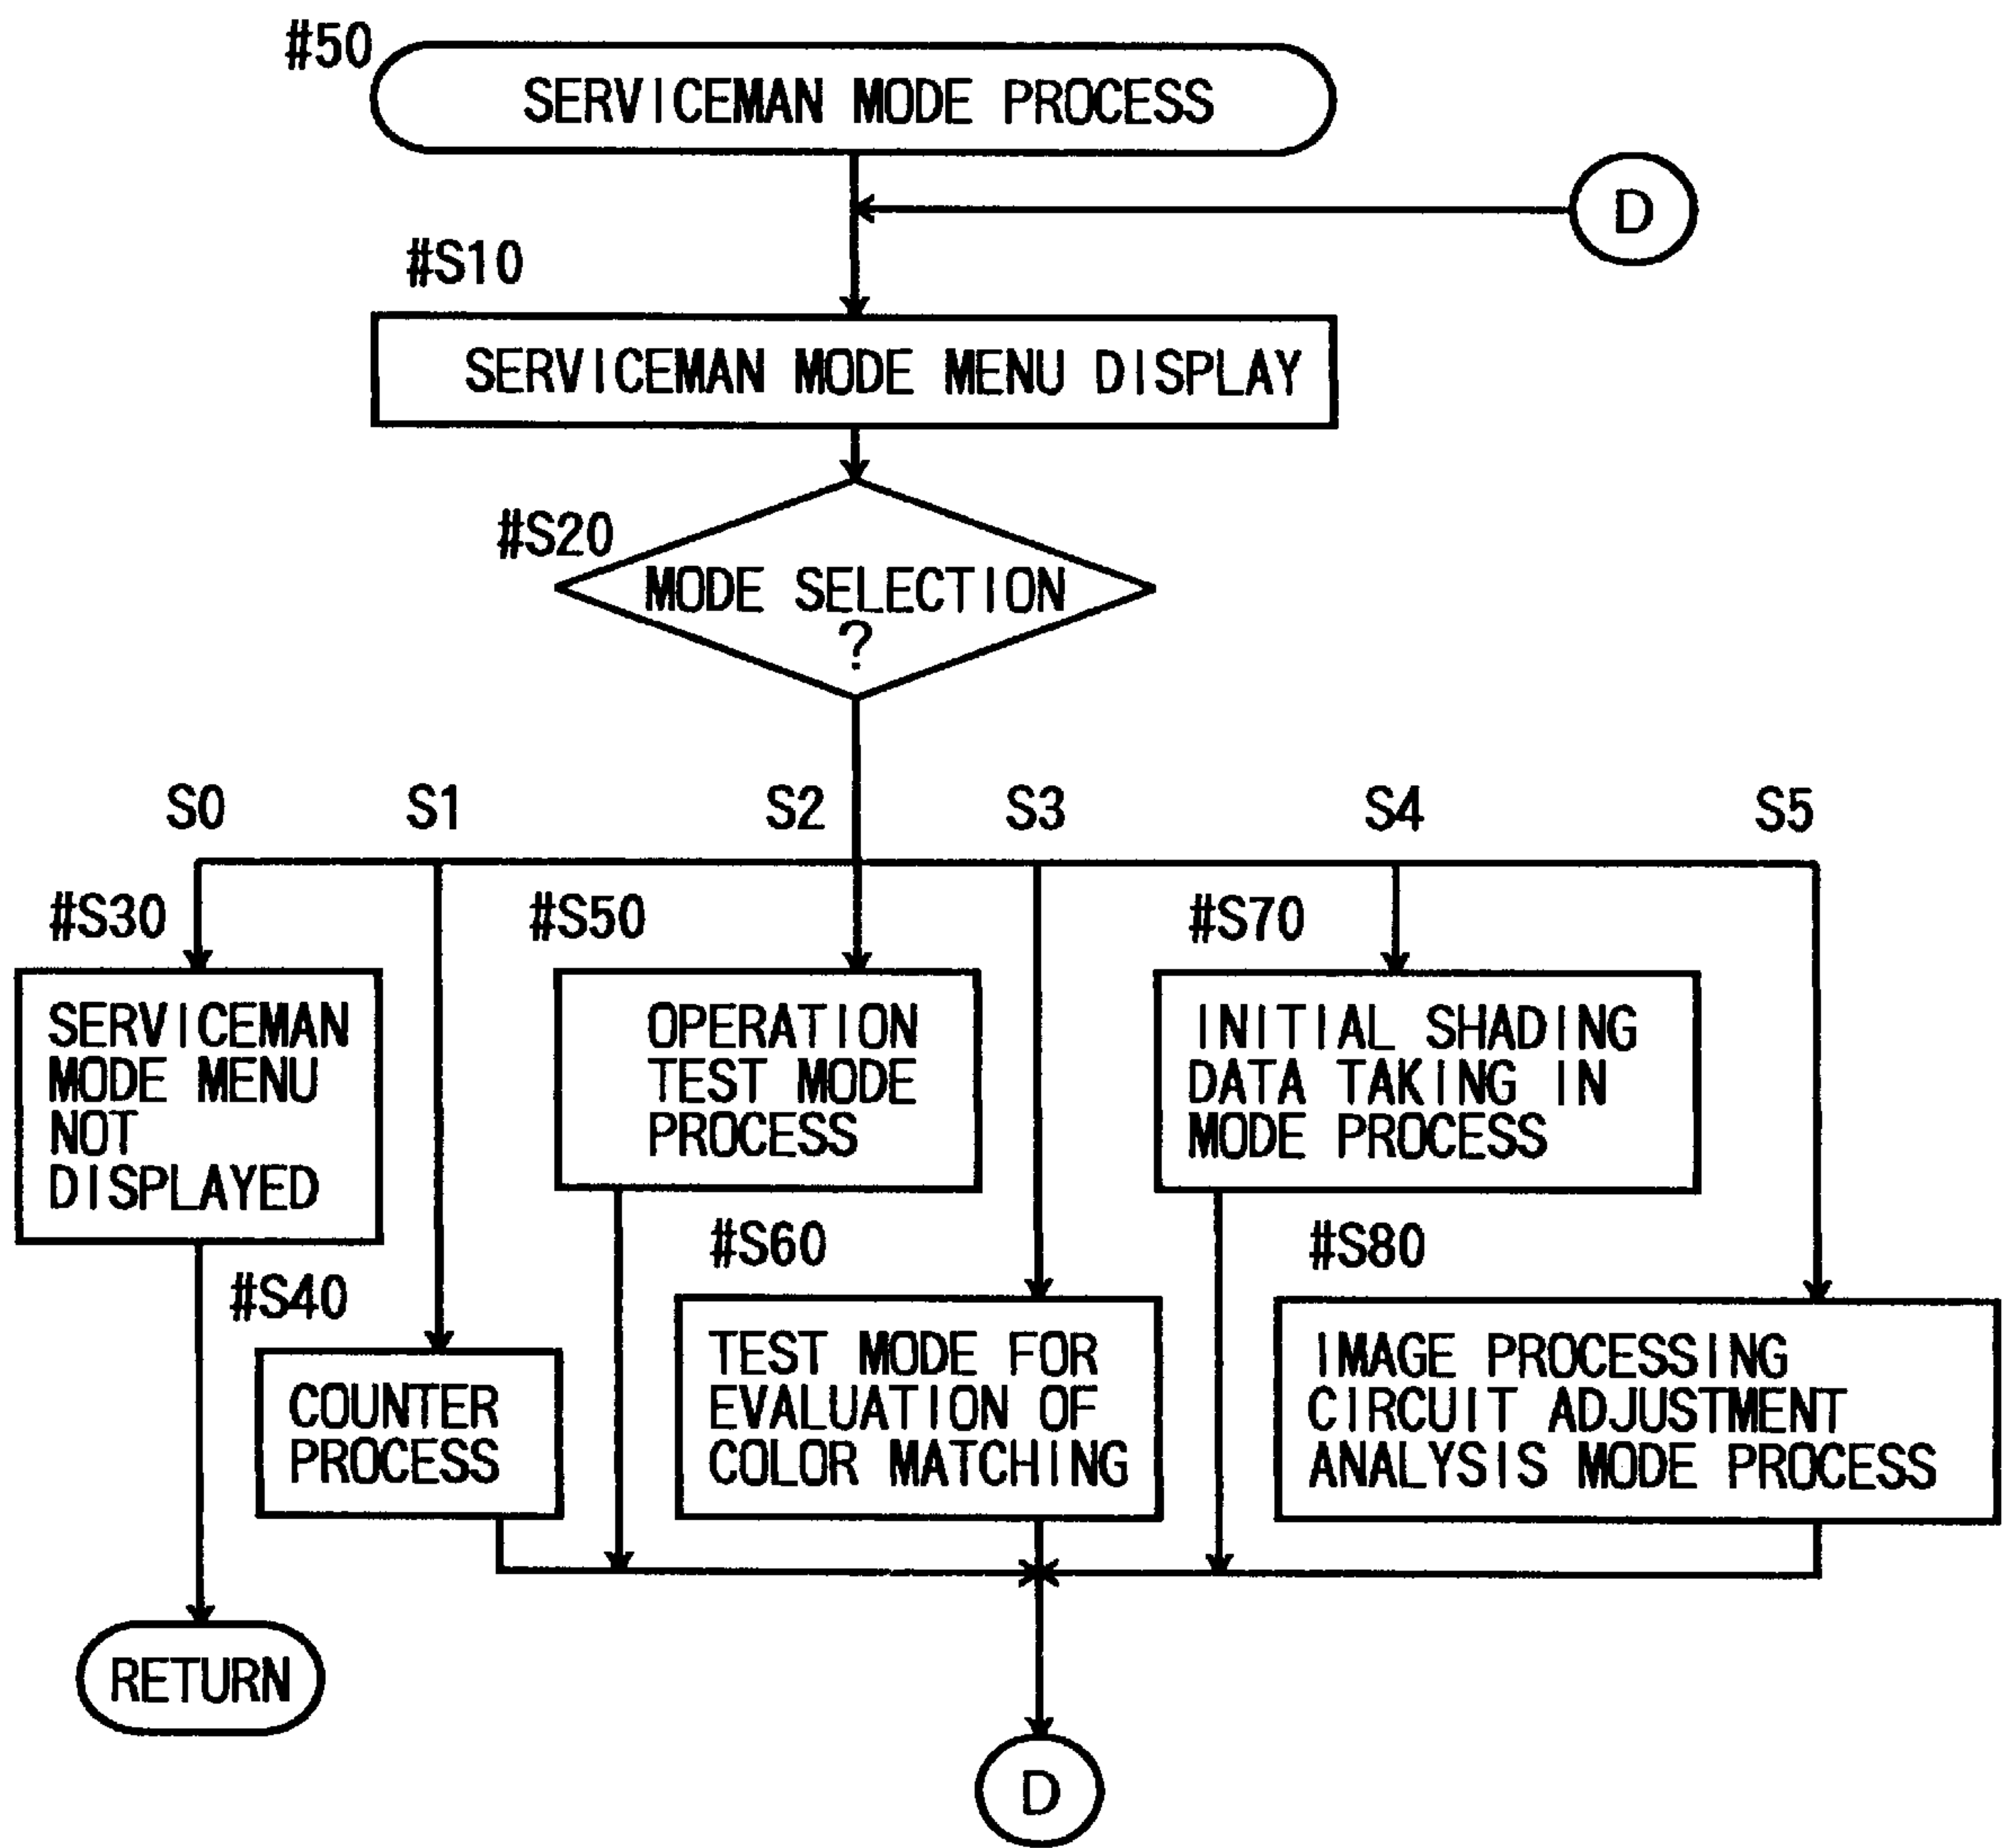 #50
SERVICEMAN MODE PROCESS
D
#S10
SERVICEMAN MODE MENU DISPLAY
#S20
MODE SELECTION
?
S0 S1 S2 S3 S4 S5
#S30
SERVICEMAN
MODE MENU
NOT
DISPLAYED
#S50
OPERATION
TEST MODE
PROCESS
#S70
INITIAL SHADING
DATA TAKING IN
MODE PROCESS
#S40
COUNTER
PROCESS
#S60
TEST MODE FOR
EVALUATION OF
COLOR MATCHING
#S80
IMAGE PROCESSING
CIRCUIT ADJUSTMENT
ANALYSIS MODE PROCESS
RETURN
D